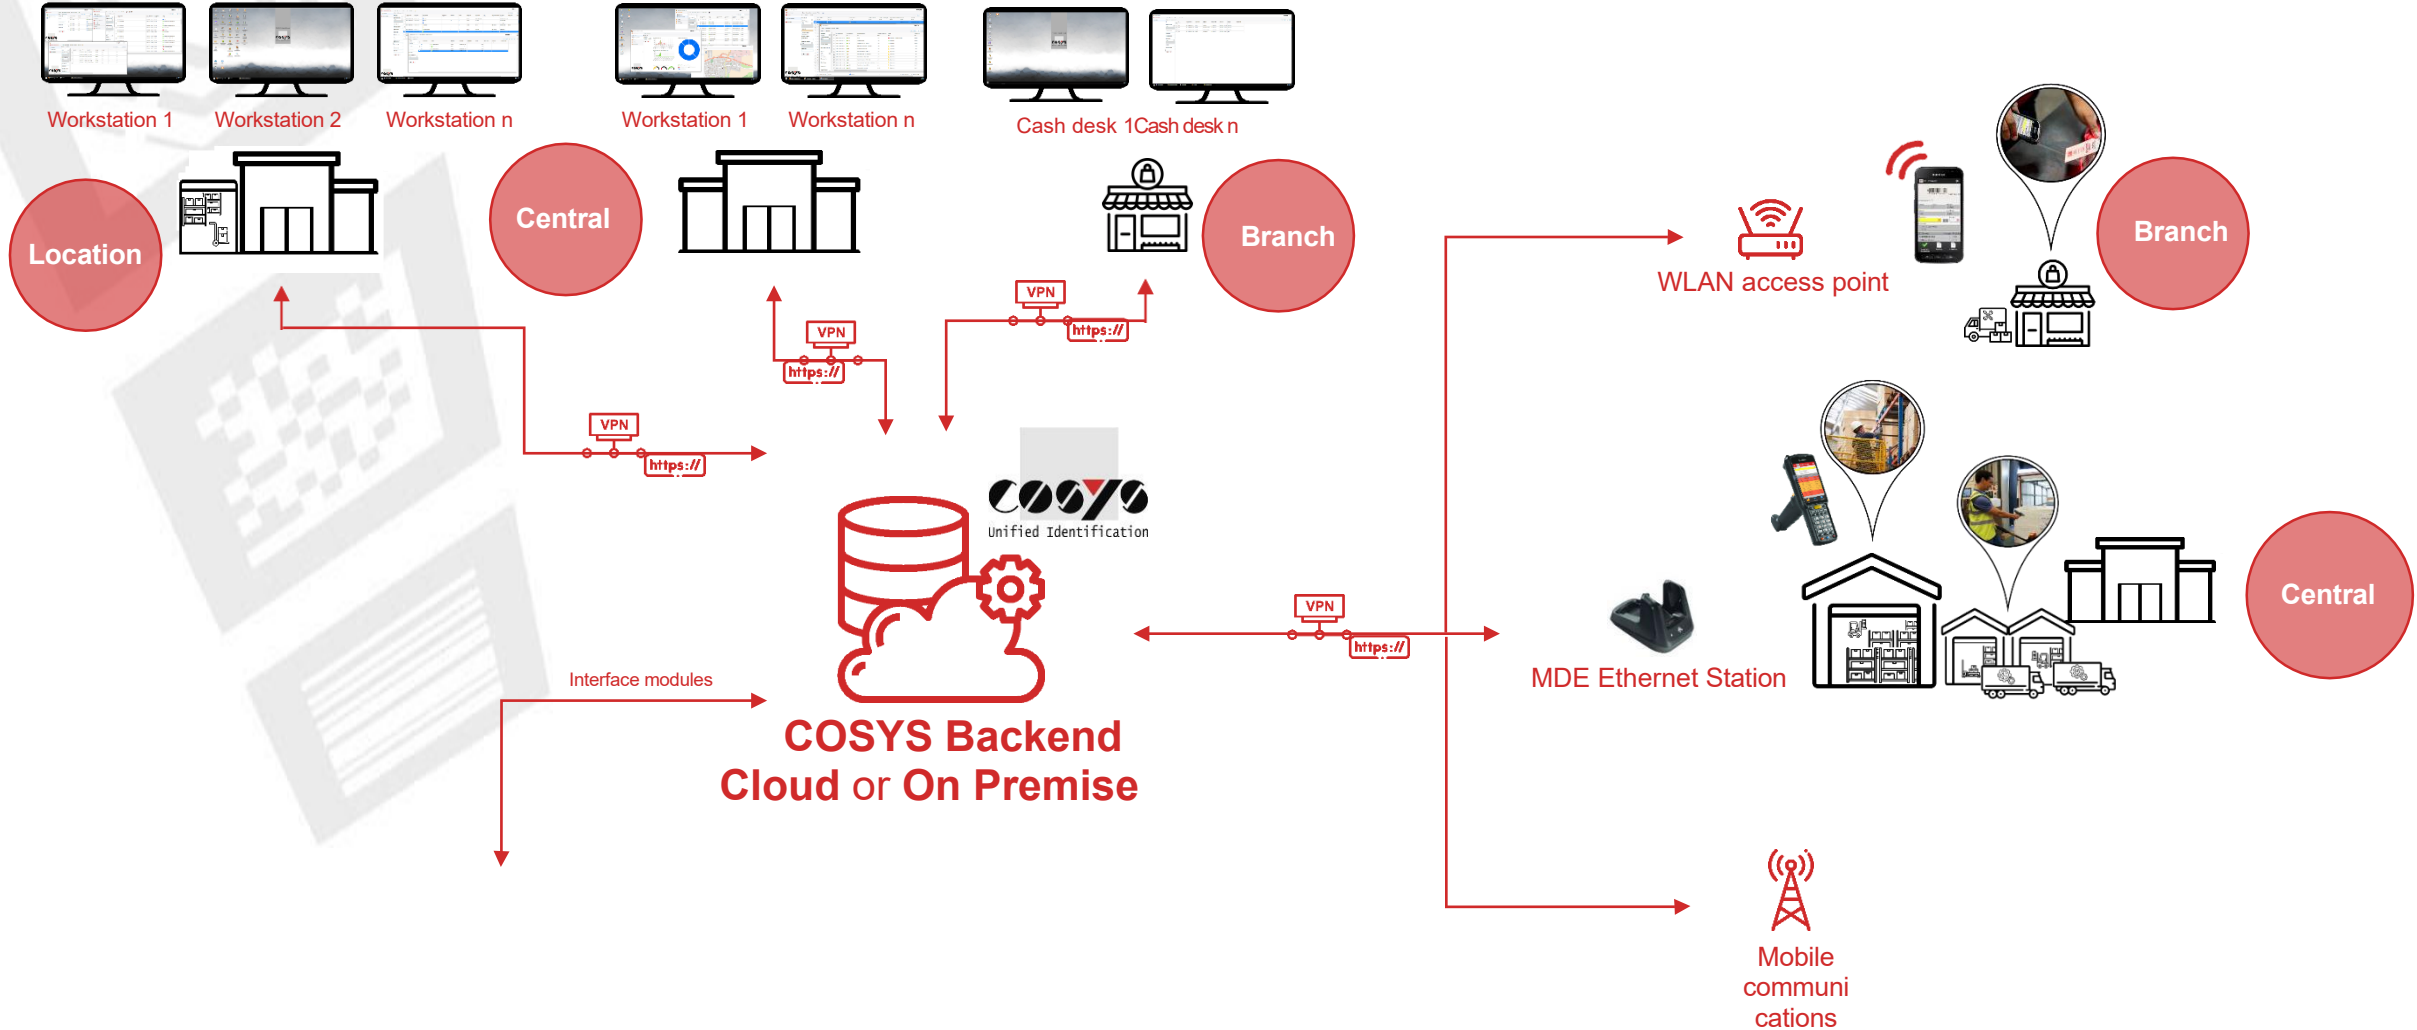 Workstation 1
Workstation 2
Workstation n
Workstation 1
Workstation n
Cash desk 1
Cash desk n
Location
Central
Branch
Branch
VPN
https://
VPN
https://
VPN
https://
WLAN access point
COSYS
Unified Identification
VPN
https://
MDE Ethernet Station
Central
Interface modules
COSYS Backend
Cloud or On Premise
Mobile
communi
cations